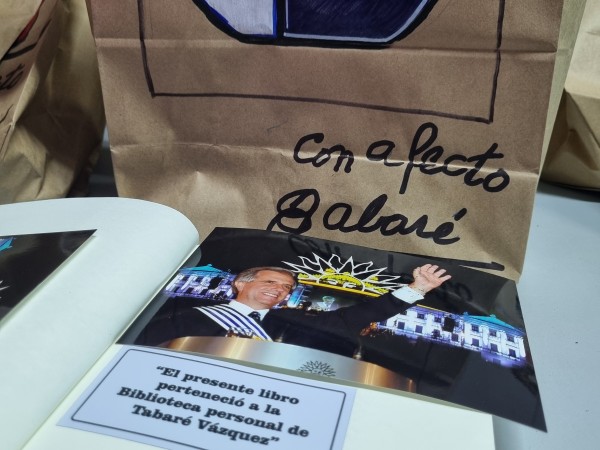 con afecto
Tabaré
"El presente libro
perteneció a la
Biblioteca personal de
Tabaré Vázquez"